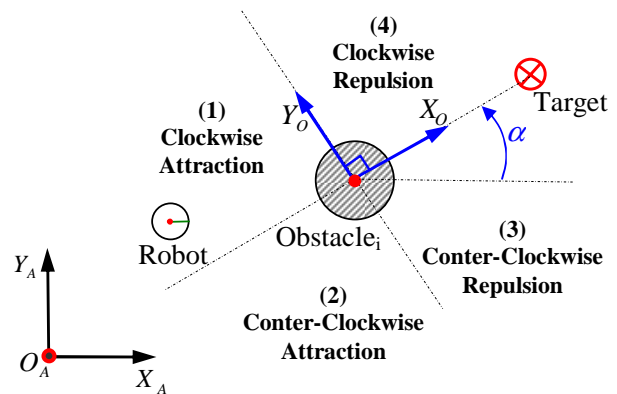 (4)
Clockwise
Repulsion
(1)
Clockwise
Attraction
Y_O
X_O
Target
α
Robot
Obstacle_i
(3)
Conter-Clockwise
Repulsion
(2)
Conter-Clockwise
Attraction
Y_A
O_A
X_A